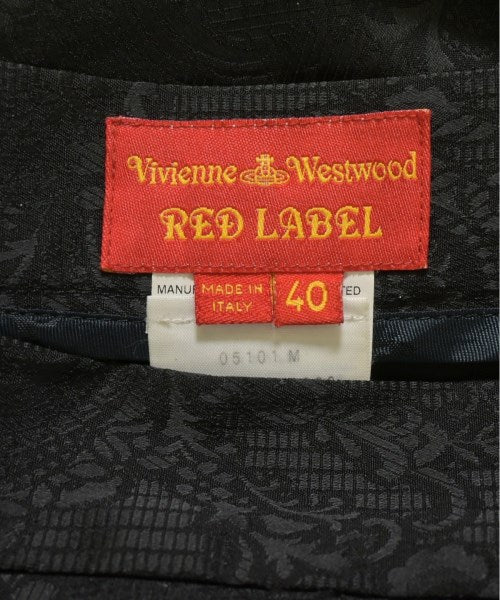 Vivienne Westwood
RED LABEL
MADE IN ITALY
40
05101 M